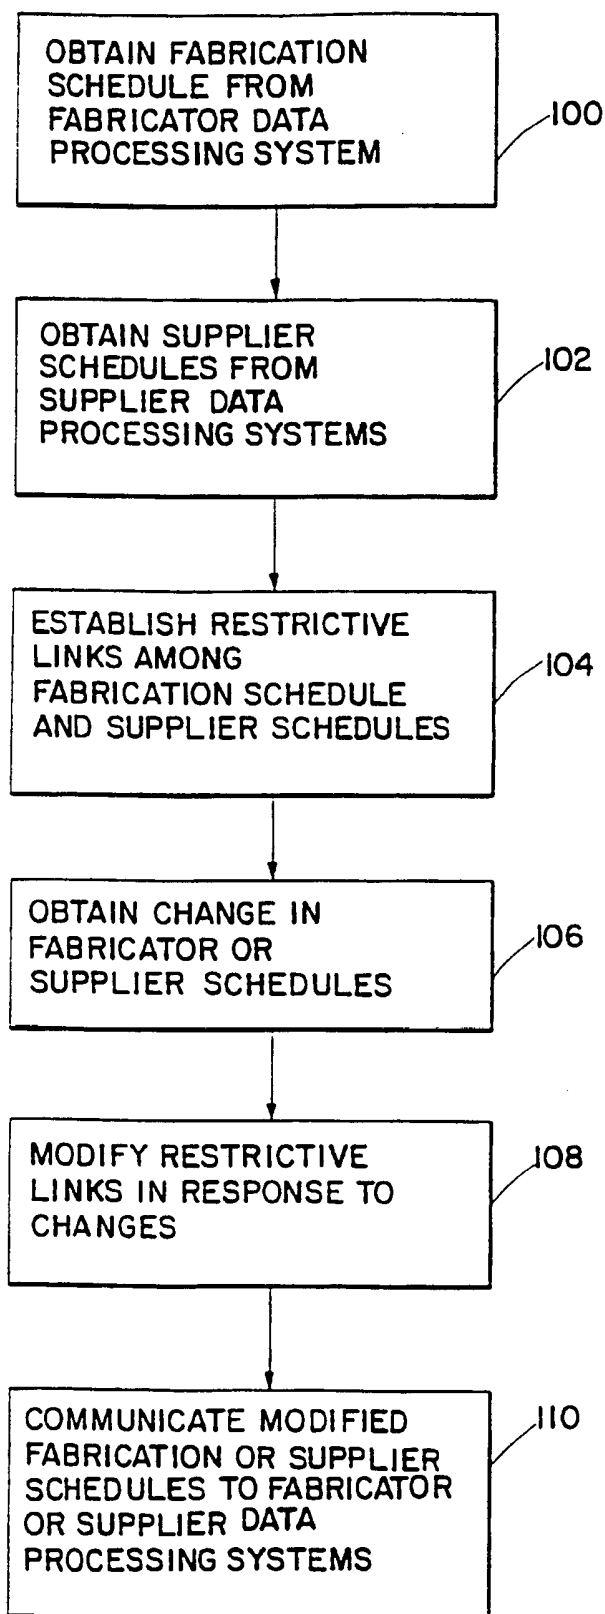 OBTAIN FABRICATION
SCHEDULE FROM
FABRICATOR DATA
PROCESSING SYSTEM
100
OBTAIN SUPPLIER
SCHEDULES FROM
SUPPLIER DATA
PROCESSING SYSTEMS
102
ESTABLISH RESTRICTIVE
LINKS AMONG
FABRICATION SCHEDULE
AND SUPPLIER SCHEDULES
104
OBTAIN CHANGE IN
FABRICATOR OR
SUPPLIER SCHEDULES
106
MODIFY RESTRICTIVE
LINKS IN RESPONSE TO
CHANGES
108
COMMUNICATE MODIFIED
FABRICATION OR SUPPLIER
SCHEDULES TO FABRICATOR
OR SUPPLIER DATA
PROCESSING SYSTEMS
110